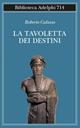 Biblioteca Adelphi 714
Roberto Calasso
LA TAVOLETTA
DEI DESTINI